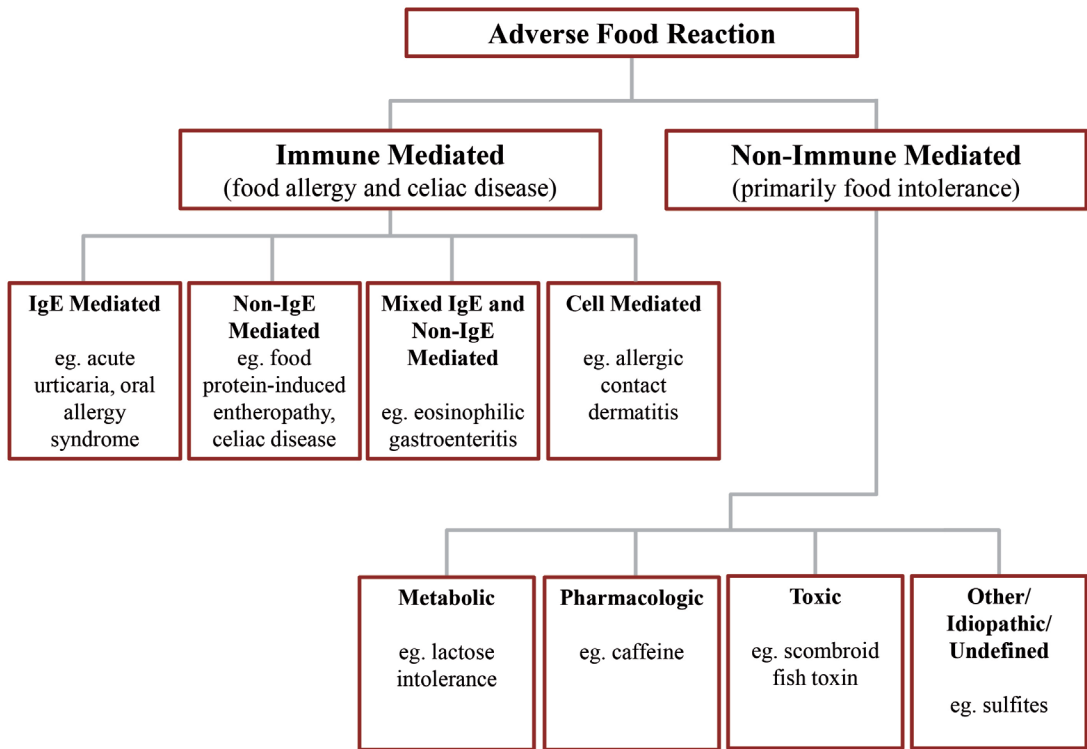 Adverse Food Reaction
Immune Mediated
(food allergy and celiac disease)
Non-Immune Mediated
(primarily food intolerance)
IgE Mediated
eg. acute
urticaria, oral
allergy
syndrome
Non-IgE
Mediated
eg. food
protein-induced
entheropathy,
celiac disease
Mixed IgE and
Non-IgE
Mediated
eg. eosinophilic
gastroenteritis
Cell Mediated
eg. allergic
contact
dermatitis
Metabolic
eg. lactose
intolerance
Pharmacologic
eg. caffeine
Toxic
eg. scombroid
fish toxin
Other/
Idiopathic/
Undefined
eg. sulfites